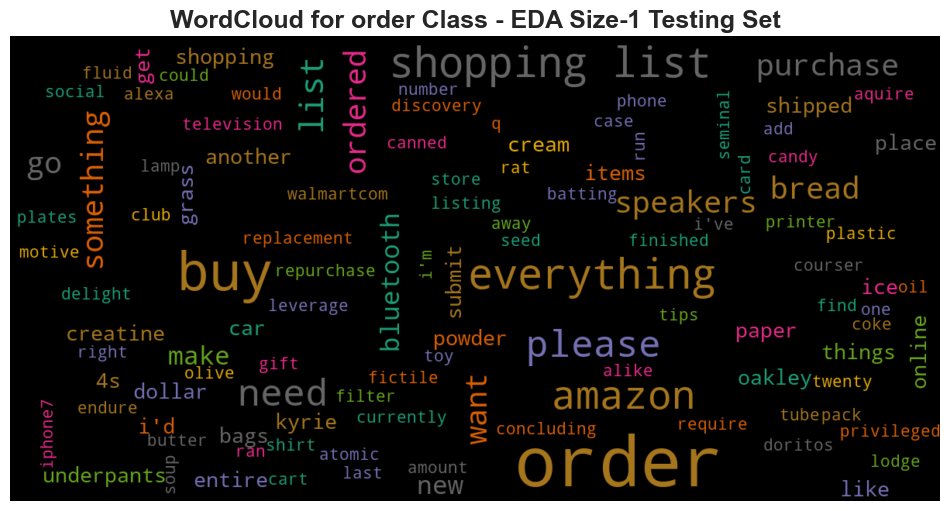 WordCloud for order Class - EDA Size-1 Testing Set
shopping
get
fluid
could
social
alexa
would
television
list
ordered
shopping list
number
discovery
q
canned
cream
phone
case
run
purchase
shipped
aquire
seminal
add
place
card
candy
go
something
lamp
another
grass
walmartcom
rat
items
store
listing
batting
speakers
bread
plates
club
away
i've
printer
plastic
motive
replacement
bluetooth
i'm
submit
seed
finished
buy
repurchase
everything
courser
delight
leverage
ice
oil
find
one
tips
creatine
car
powder
please
paper
coke
right
make
toy
things
online
olive
gift
alike
4s
fictile
oakley
twenty
dollar
need
filter
want
amazon
endure
kyrie
currently
tube
pack
iphone7
i'd
butter
bags
concluding
require
privileged
shirt
ran
atomic
order
doritos
underpants
soup
entire
cart
last
amount
new
lodge
like